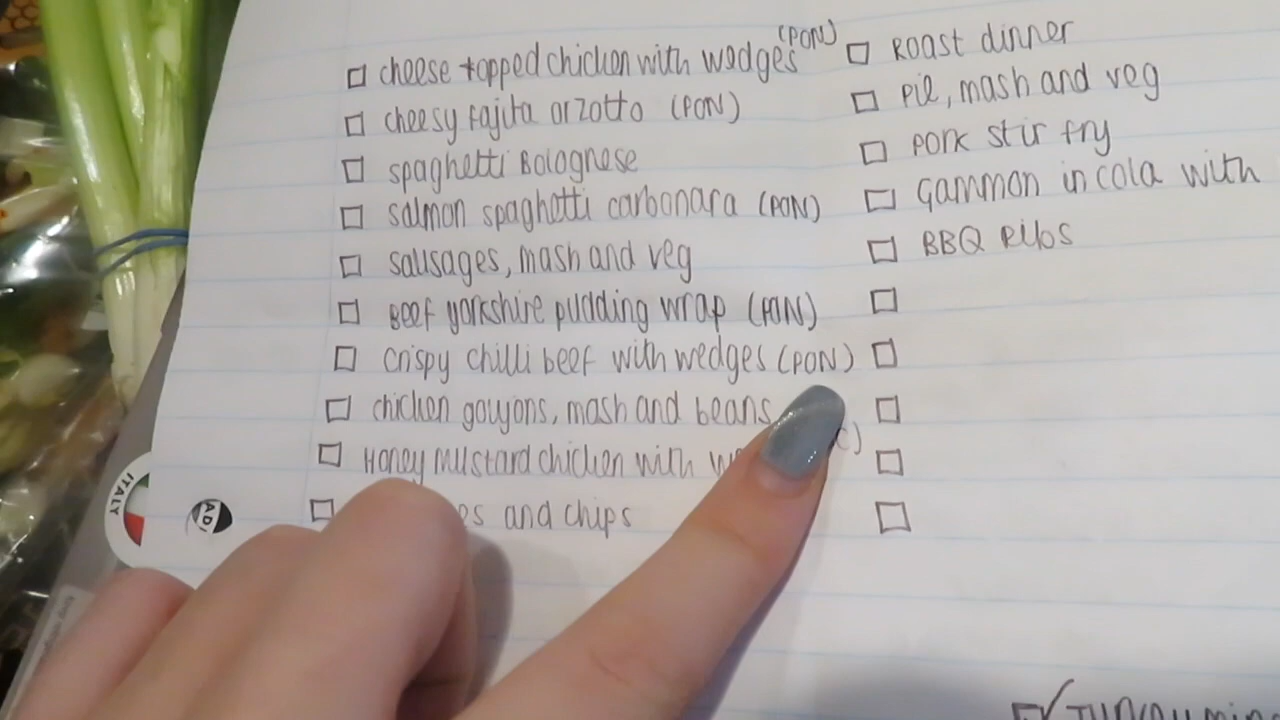 cheese topped chicken with wedges (PON)
cheesy fajita orzotto (PON)
spaghetti Bolognese
salmon spaghetti carbonara (PON)
sausages, mash and veg
Beef yorkshire pudding wrap (PON)
crispy chilli beef with wedges (PON)
chicken goujons, mash and beans
Honey mustard chicken with
and chips
Roast dinner
Pie, mash and veg
Pork stir fry
Gammon in cola with
BBQ Ribs
ITALY